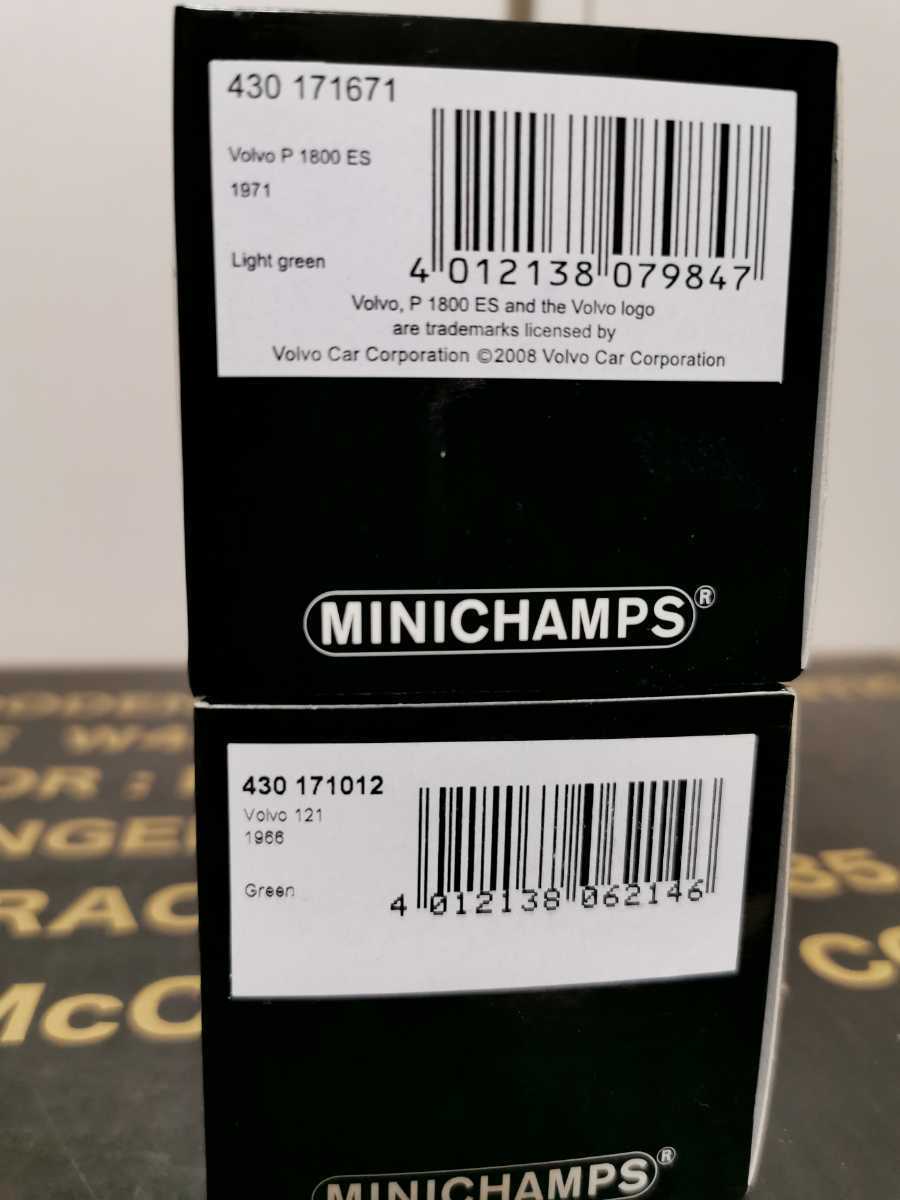 430 171671
Volvo P 1800 ES
1971
Light green
4 012138 079847
Volvo, P 1800 ES and the Volvo logo
are trademarks licensed by
Volvo Car Corporation ©2008 Volvo Car Corporation
MINICHAMPS®
430 171012
Volvo 121
1966
Green
4 012138 062146
MINICHAMPS®